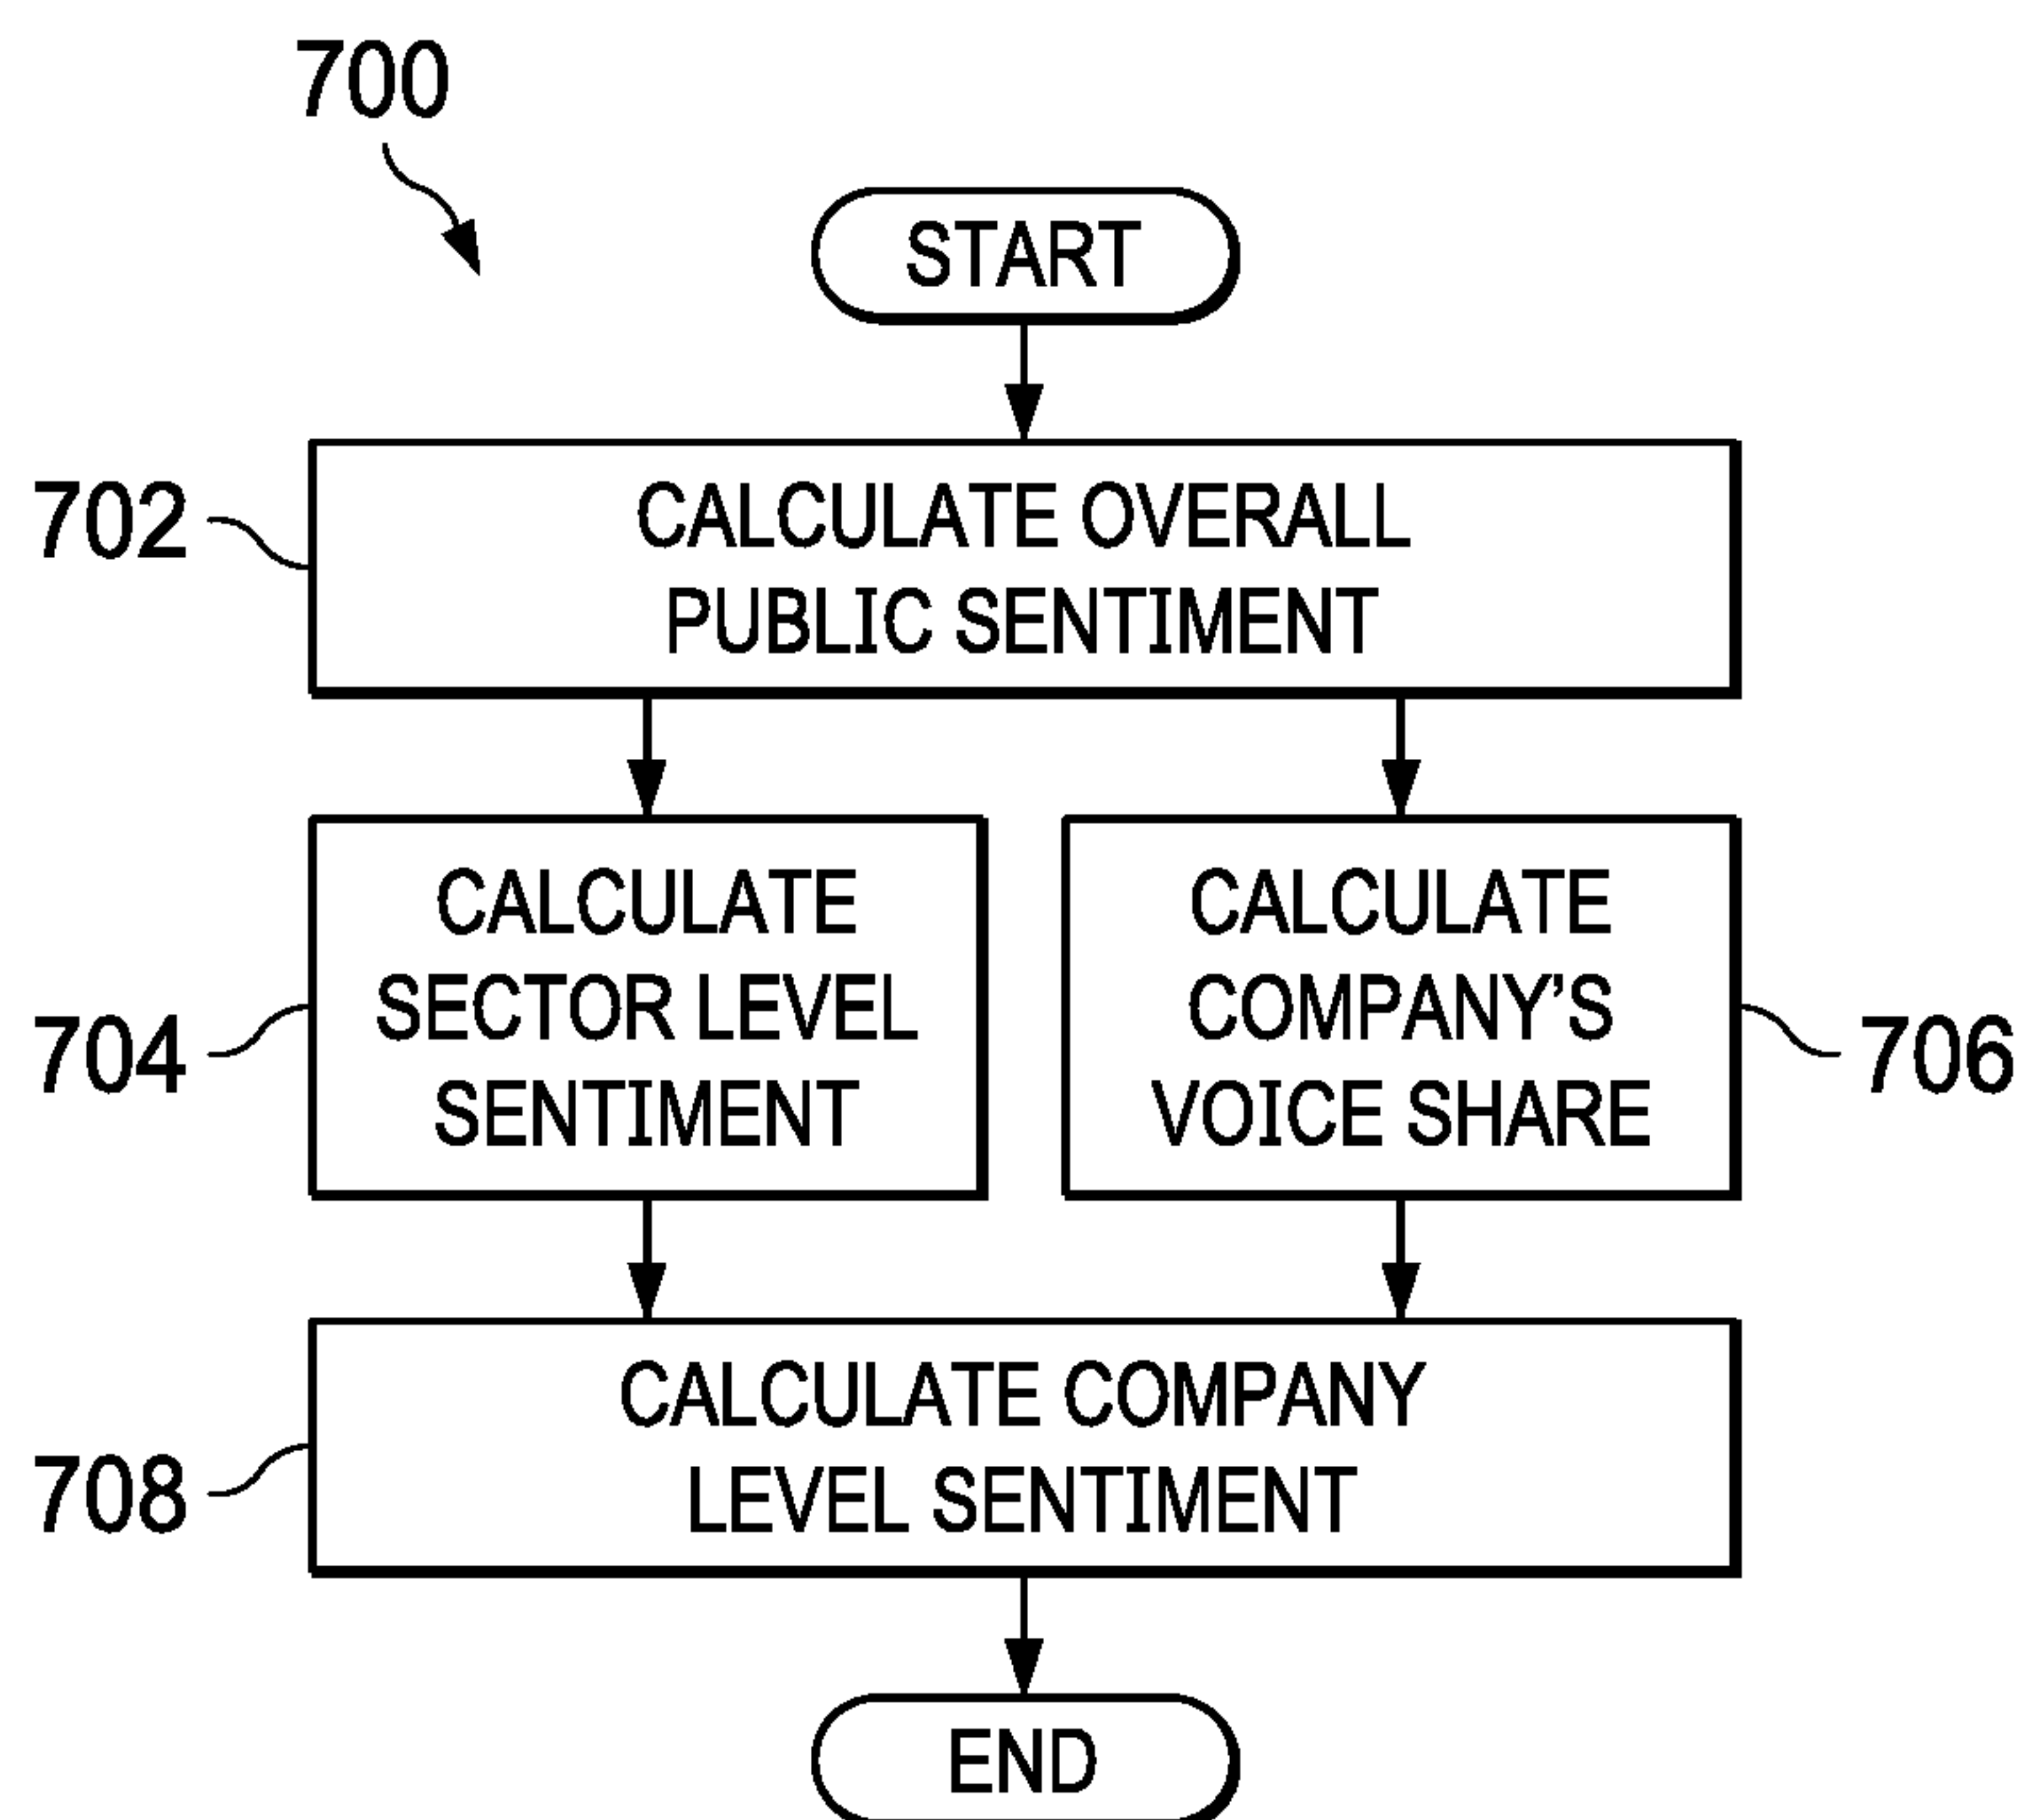 700
START
702
CALCULATE OVERALL
PUBLIC SENTIMENT
CALCULATE
SECTOR LEVEL
SENTIMENT
704
CALCULATE
COMPANY'S
VOICE SHARE
706
CALCULATE COMPANY
LEVEL SENTIMENT
708
END